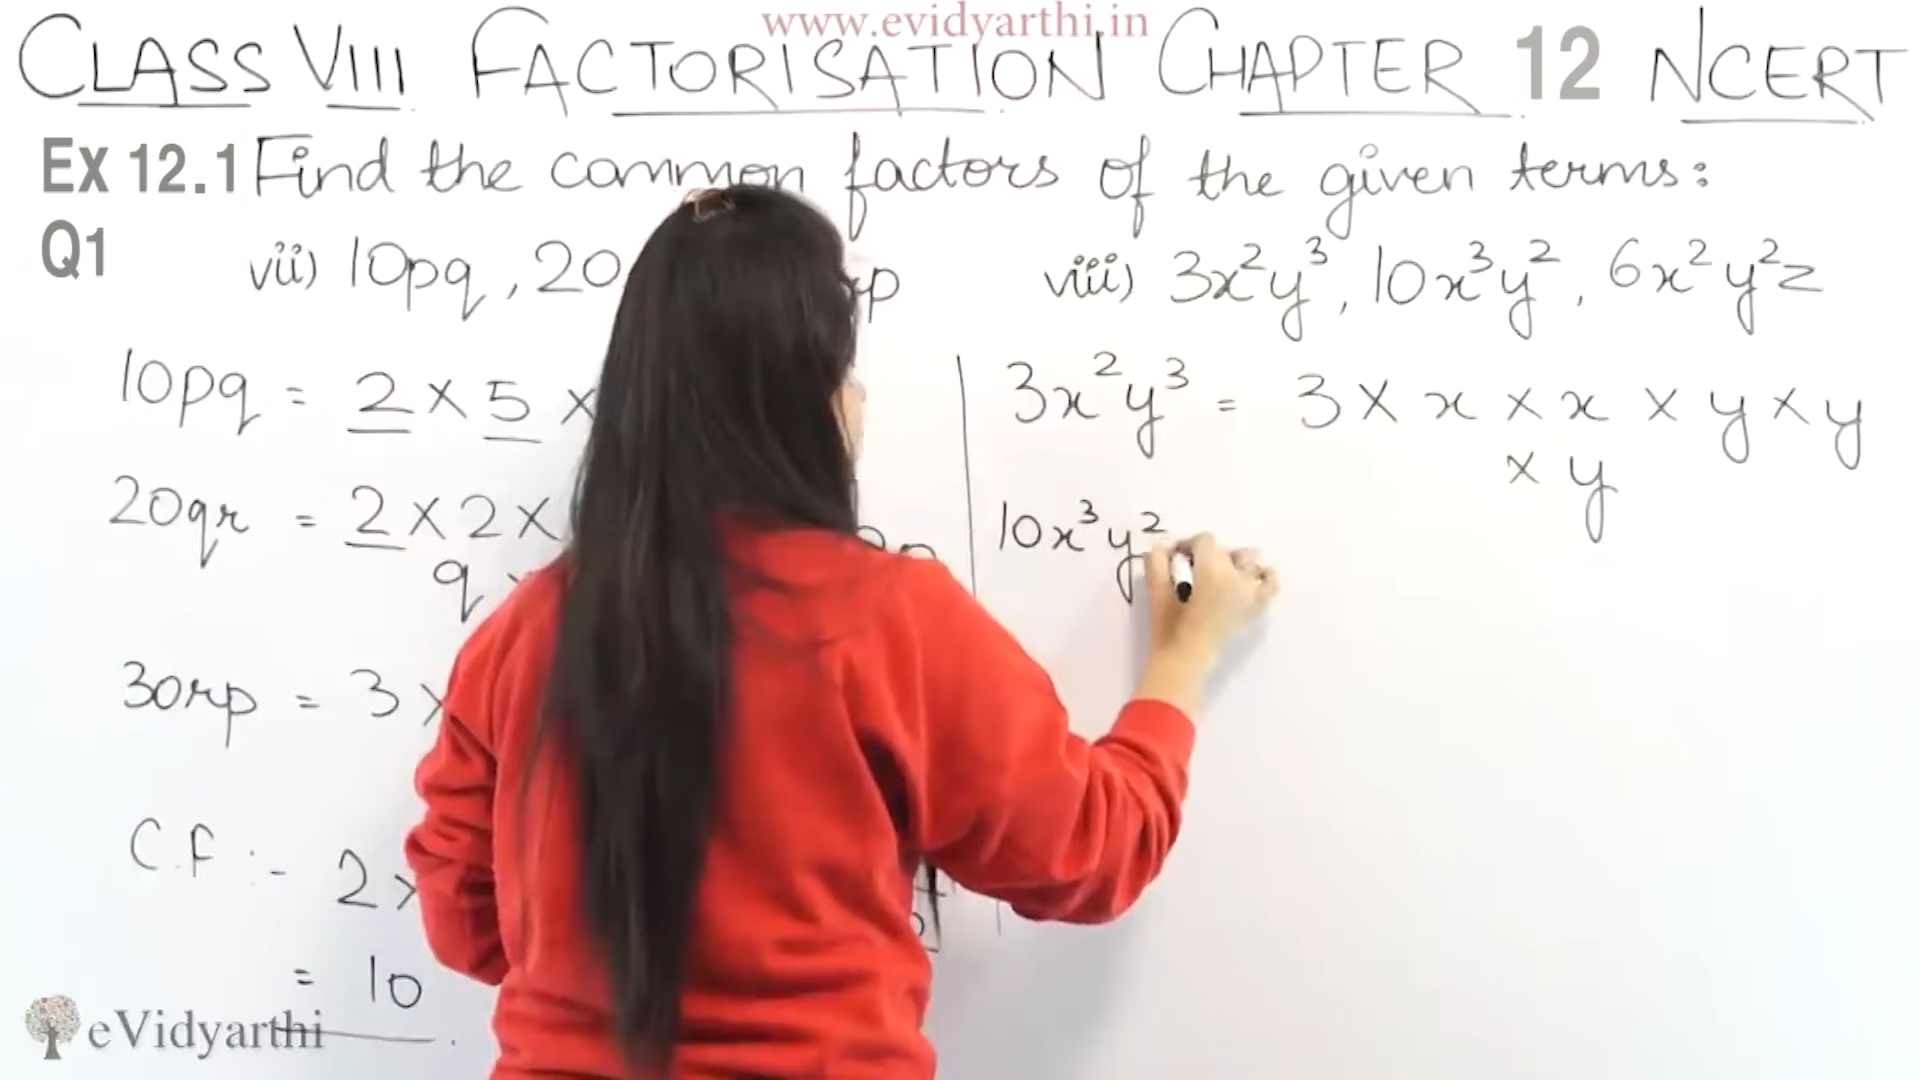 www.evidyarthi.in
CLASS VIII FACTORISATION CHAPTER 12 NCERT
Ex 12.1 Find the common factors of the given terms:
Q1
vii) 10pq, 20
p
viii) 3x²y³, 10x³y², 6x²y²z
10pq = 2 × 5 ×
20qr = 2 × 2 ×
q
30rp = 3 ×
C.F :- 2 ×
= 10
3x²y³ = 3 × x × x × y × y
× y
10x³y²
eVidyarthi